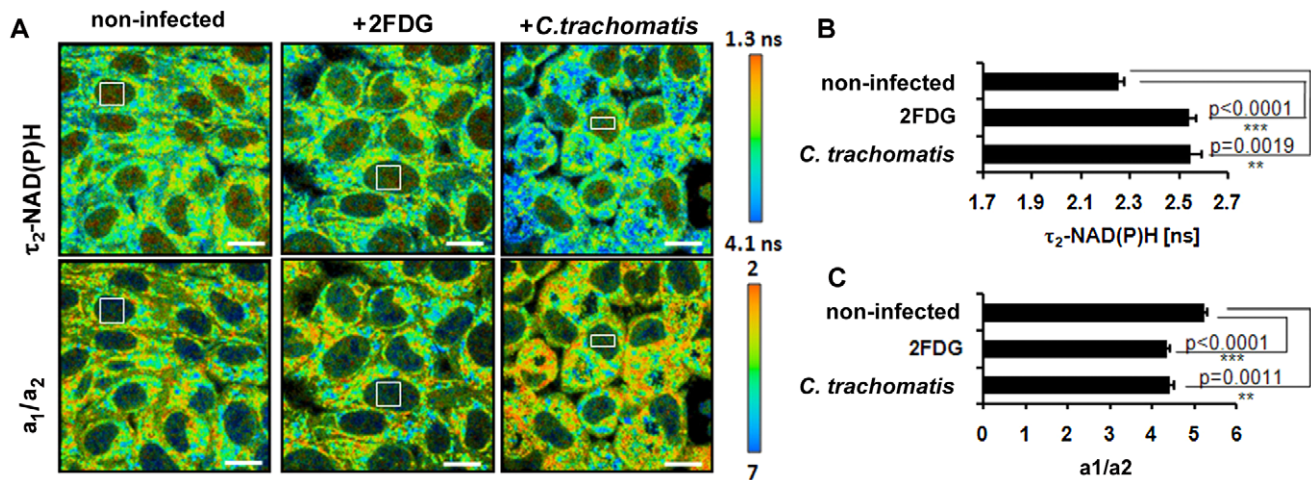 A
non-infected
+2FDG
+C.trachomatis
τ2-NAD(P)H
a1/a2
1.3 ns
4.1 ns
2
7
B
non-infected
2FDG
C. trachomatis
p<0.0001
***
p=0.0019
**
1.7 1.9 2.1 2.3 2.5 2.7
τ2-NAD(P)H [ns]
C
non-infected
2FDG
C. trachomatis
p<0.0001
***
p=0.0011
**
0 1 2 3 4 5 6
a1/a2